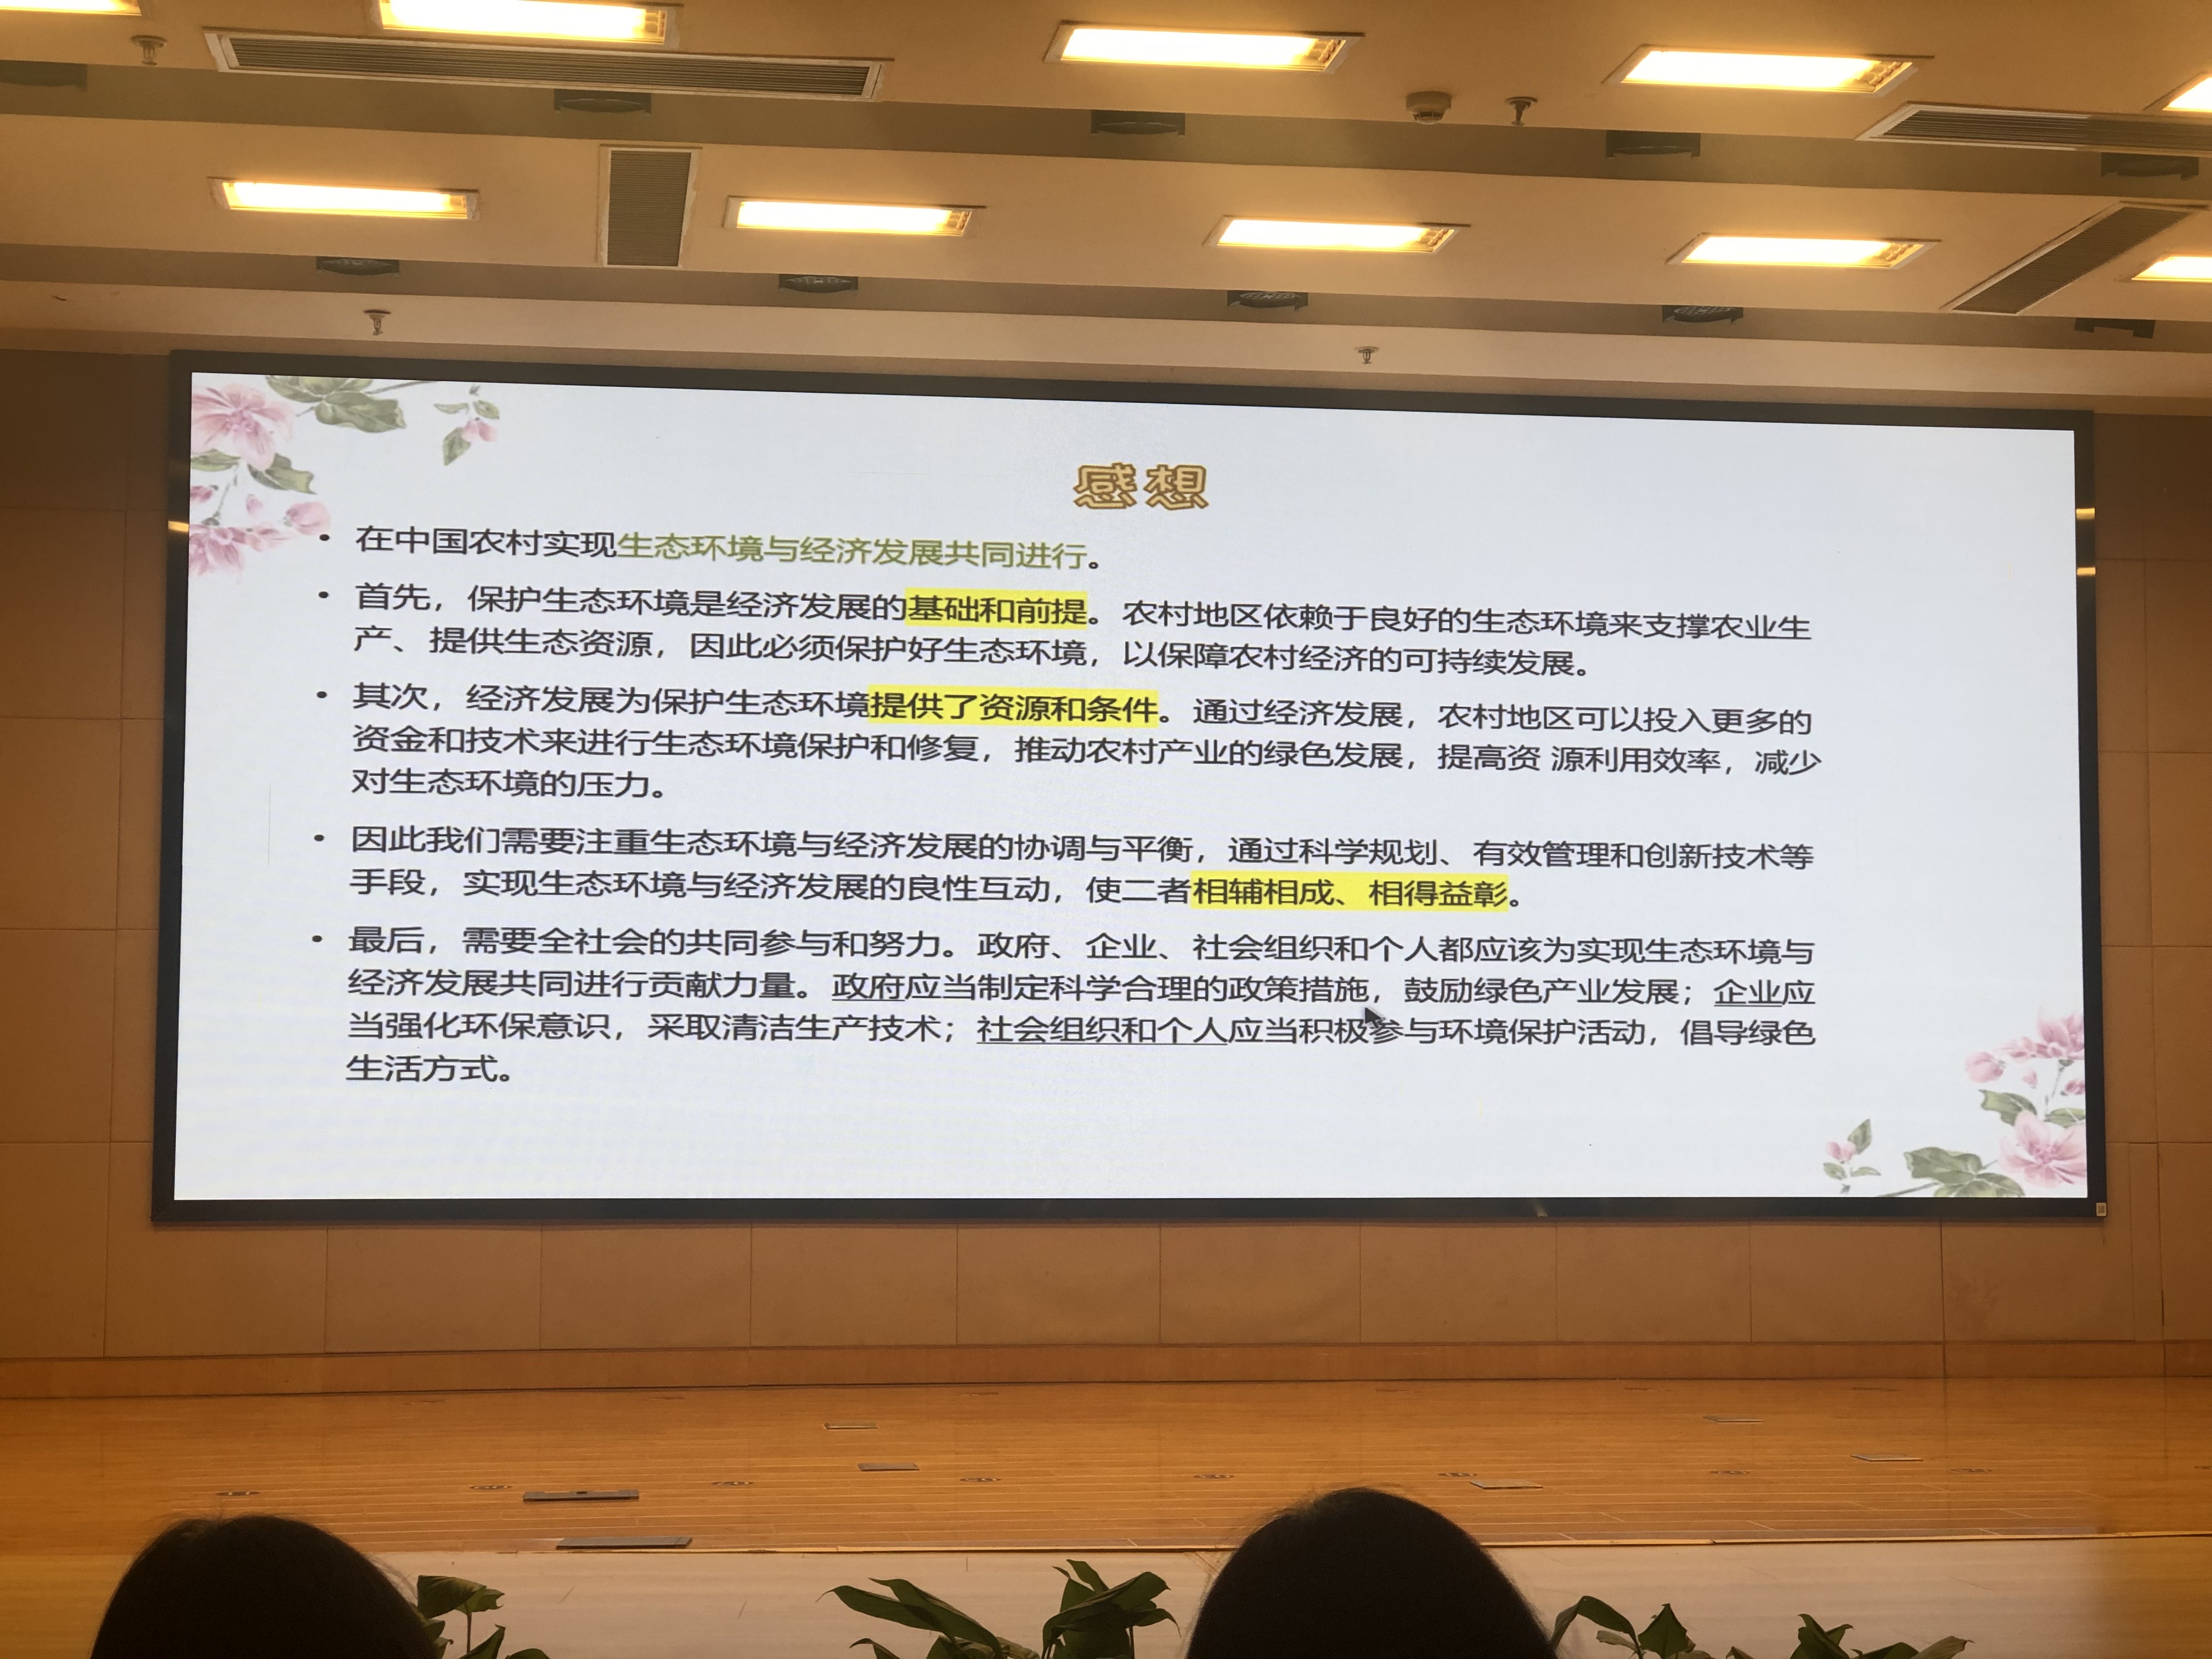 感想
• 在中国农村实现生态环境与经济发展共同进行。
• 首先，保护生态环境是经济发展的基础和前提。农村地区依赖于良好的生态环境来支撑农业生
产、提供生态资源，因此必须保护好生态环境，以保障农村经济的可持续发展。
• 其次，经济发展为保护生态环境提供了资源和条件。通过经济发展，农村地区可以投入更多的
资金和技术来进行生态环境保护和修复，推动农村产业的绿色发展，提高资 源利用效率，减少
对生态环境的压力。
• 因此我们需要注重生态环境与经济发展的协调与平衡，通过科学规划、有效管理和创新技术等
手段，实现生态环境与经济发展的良性互动，使二者相辅相成、相得益彰。
• 最后，需要全社会的共同参与和努力。政府、企业、社会组织和个人都应该为实现生态环境与
经济发展共同进行贡献力量。政府应当制定科学合理的政策措施，鼓励绿色产业发展；企业应
当强化环保意识，采取清洁生产技术；社会组织和个人应当积极参与环境保护活动，倡导绿色
生活方式。